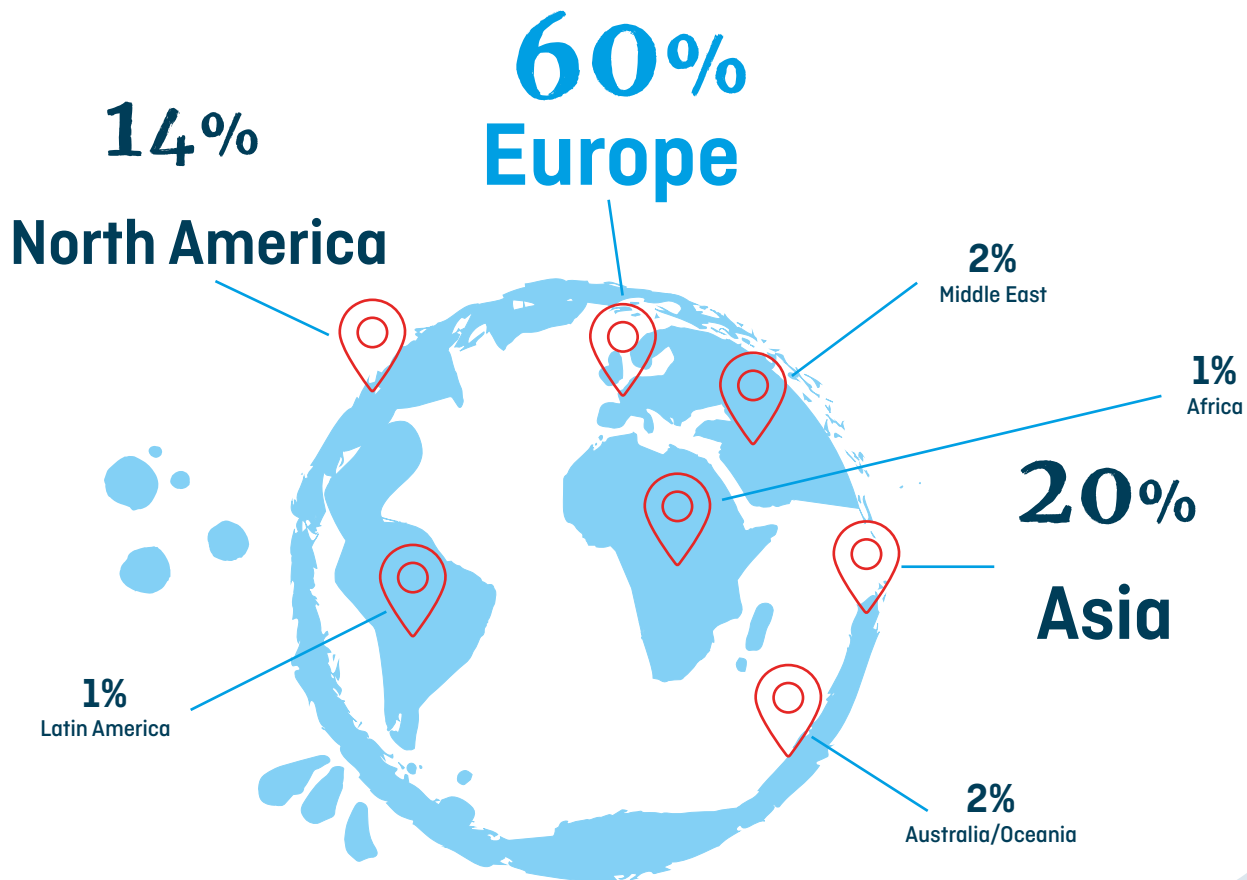 60%
Europe
14%
North America
2%
Middle East
1%
Africa
20%
Asia
1%
Latin America
2%
Australia/Oceania